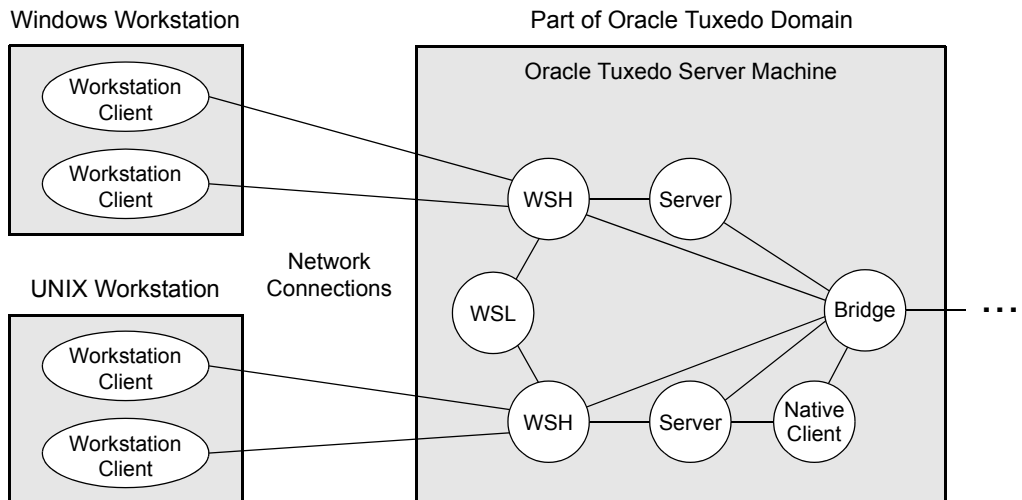 Windows Workstation
Part of Oracle Tuxedo Domain
Oracle Tuxedo Server Machine
Workstation
Client
Workstation
Client
WSH
Server
Network
Connections
UNIX Workstation
WSL
Bridge
...
Workstation
Client
Workstation
Client
WSH
Server
Native
Client